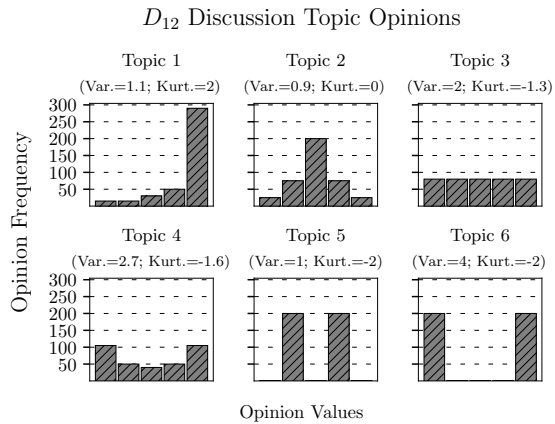 D12 Discussion Topic Opinions
Topic 1
(Var.=1.1; Kurt.=2)
Topic 2
(Var.=0.9; Kurt.=0)
Topic 3
(Var.=2; Kurt.=-1.3)
300
250
200
150
100
50
Topic 4
(Var.=2.7; Kurt.=-1.6)
Topic 5
(Var.=1; Kurt.=-2)
Topic 6
(Var.=4; Kurt.=-2)
300
250
200
150
100
50
Opinion Frequency
Opinion Values